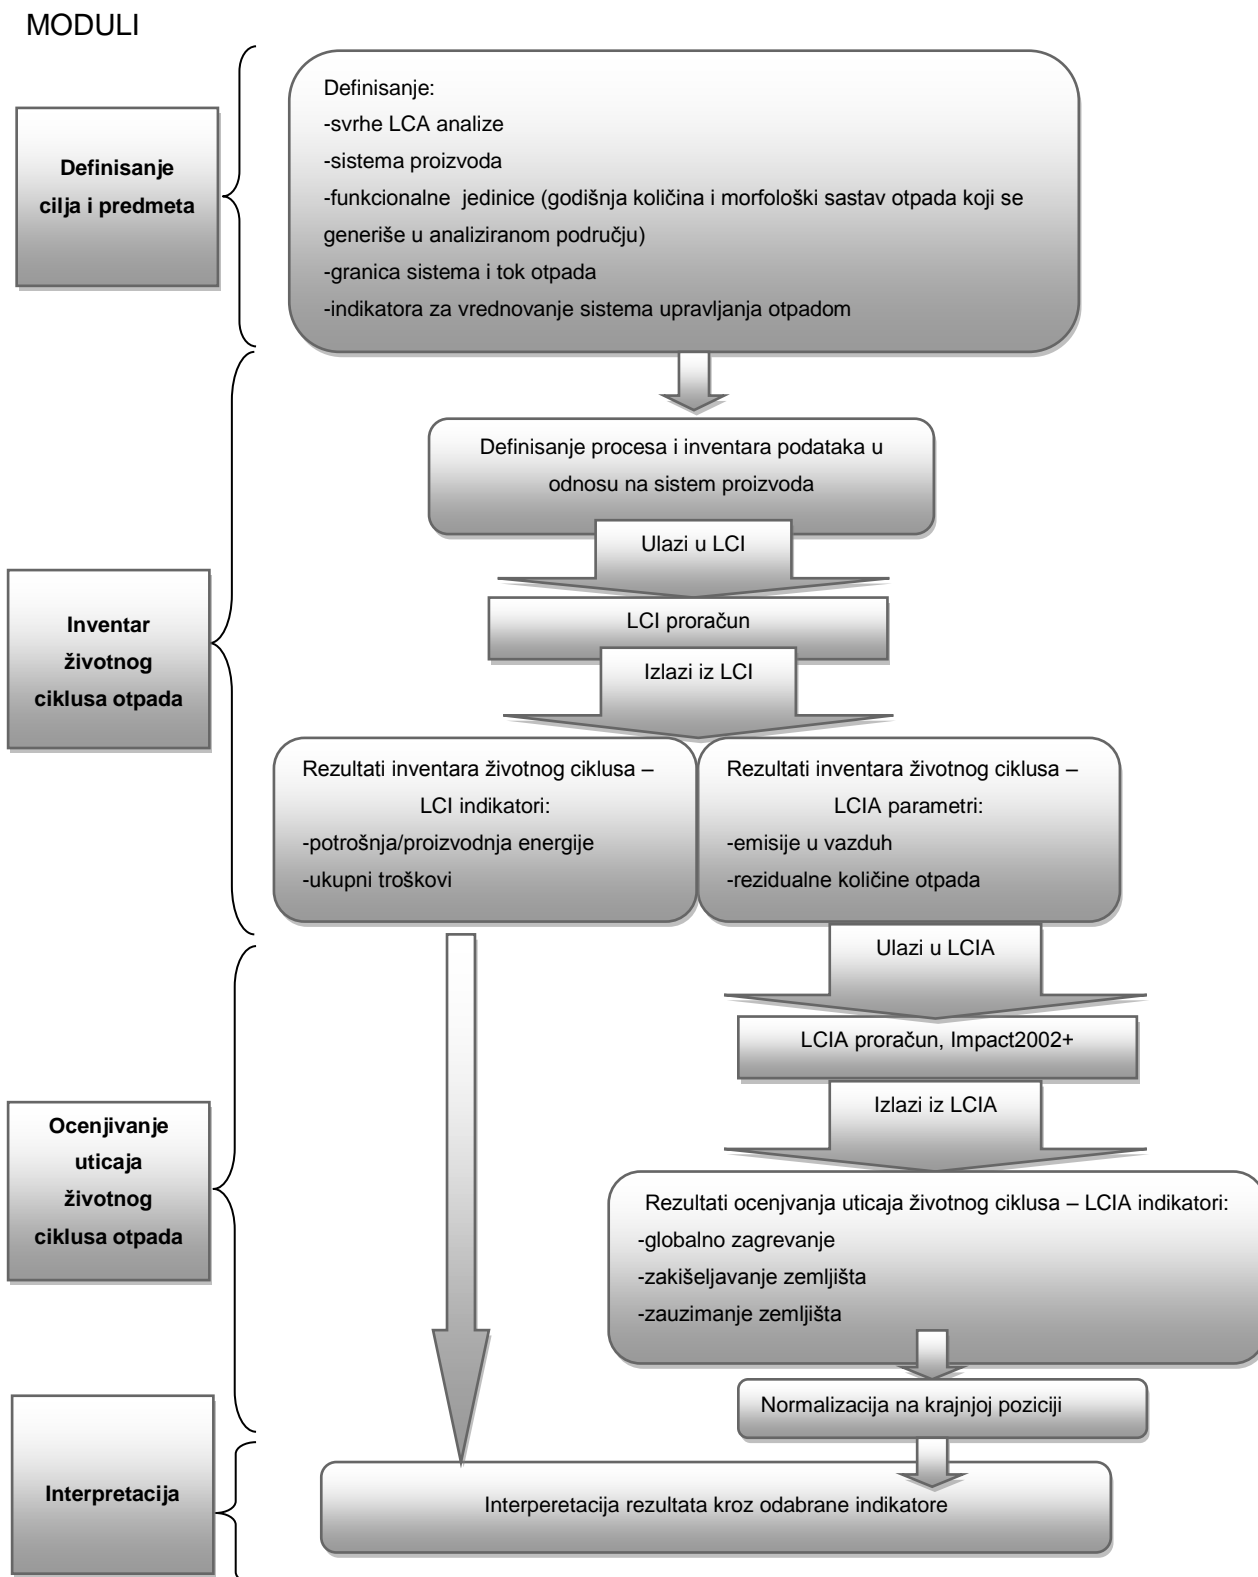 MODULI
Definisanje
cilja i predmeta
Definisanje:
-svrhe LCA analize
-sistema proizvoda
-funkcionalne  jedinice (godišnja količina i morfološki sastav otpada koji se
generiše u analiziranom području)
-granica sistema i tok otpada
-indikatora za vrednovanje sistema upravljanja otpadom
Inventar
životnog
ciklusa otpada
Definisanje procesa i inventara podataka u
odnosu na sistem proizvoda
Ulazi u LCI
LCI proračun
Izlazi iz LCI
Rezultati inventara životnog ciklusa –
LCI indikatori:
-potrošnja/proizvodnja energije
-ukupni troškovi
Rezultati inventara životnog ciklusa –
LCIA parametri:
-emisije u vazduh
-rezidualne količine otpada
Ocenjivanje
uticaja
životnog
ciklusa otpada
Ulazi u LCIA
LCIA proračun, Impact2002+
Izlazi iz LCIA
Rezultati ocenjvanja uticaja životnog ciklusa – LCIA indikatori:
-globalno zagrevanje
-zakišeljavanje zemljišta
-zauzimanje zemljišta
Normalizacija na krajnjoj poziciji
Interpretacija
Interperetacija rezultata kroz odabrane indikatore